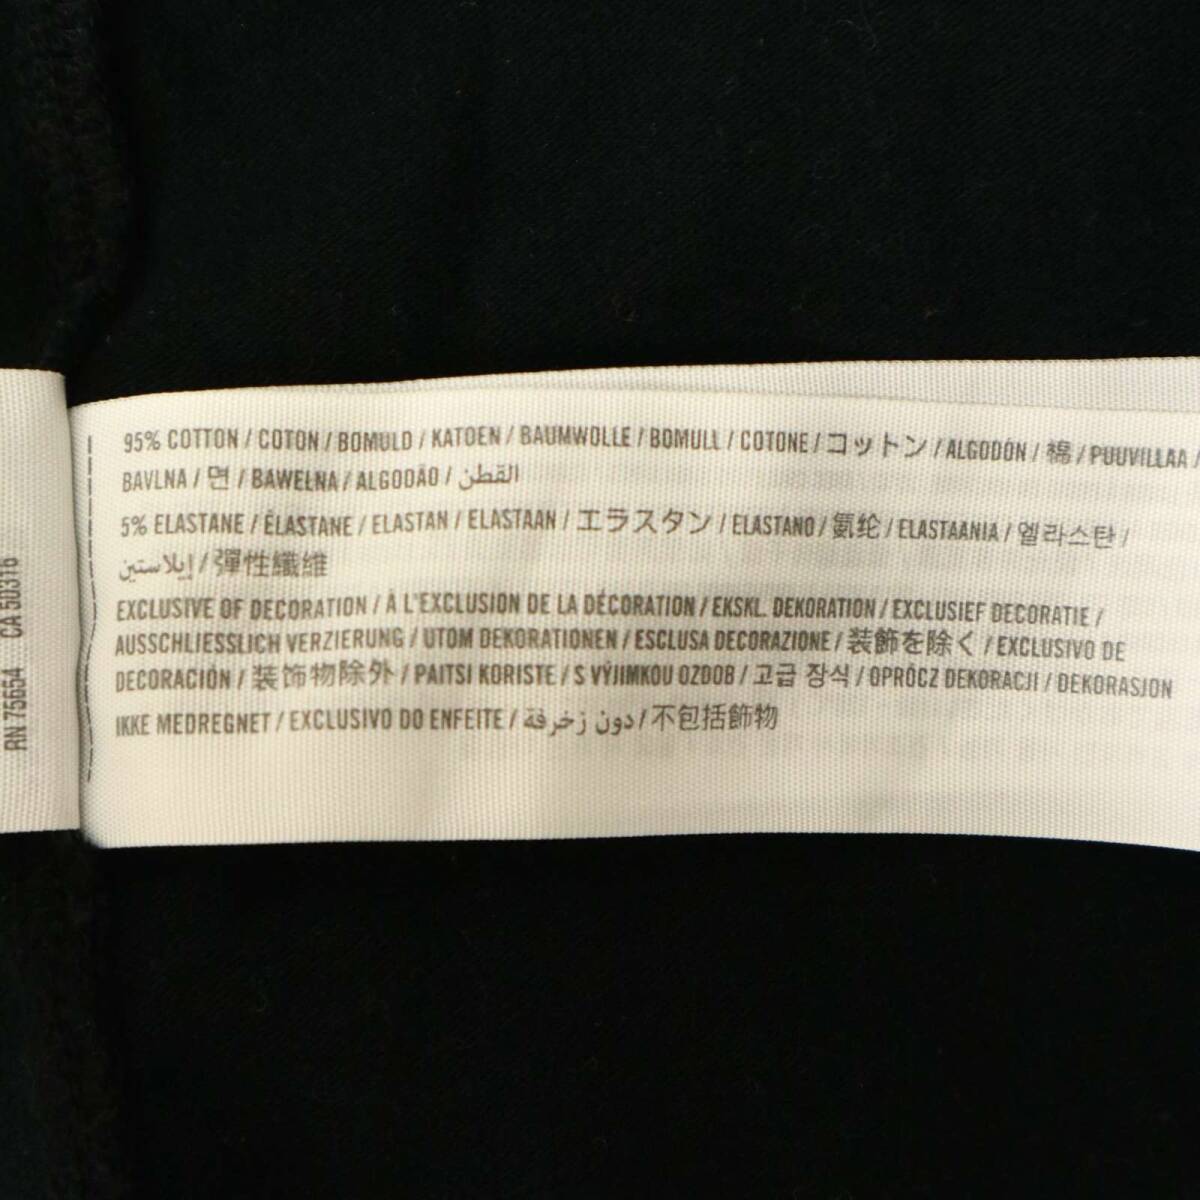 95% COTTON / COTON / BOMULD / KATOEN / BAUMWOLLE / BOMULL / COTONE / コットン / ALGODÓN / 棉 / PUUVILLAA /
BAVLNA / 면 / BAWEŁNA / ALGODÃO / القطن
5% ELASTANE / ÉLASTANE / ELASTAN / ELASTAAN / エラスタン / ELASTANO / 氨纶 / ELASTAANIA / 엘라스탄 /
إيلاستين / 彈性纖維
EXCLUSIVE OF DECORATION / À L'EXCLUSION DE LA DÉCORATION / EKSKL. DEKORATION / EXCLUSIEF DECORATIE /
AUSSCHLIESSLICH VERZIERUNG / UTOM DEKORATIONEN / ESCLUSA DECORAZIONE / 装飾を除く / EXCLUSIVO DE
DECORACIÓN / 装饰物除外 / PAITSI KORISTE / S VÝJIMKOU OZDOB / 고급 장식 / OPRÓCZ DEKORACJI / DEKORASJON
IKKE MEDREGNET / EXCLUSIVO DO ENFEITE / دون زخرفة / 不包括飾物
RN 75654 CA 50316